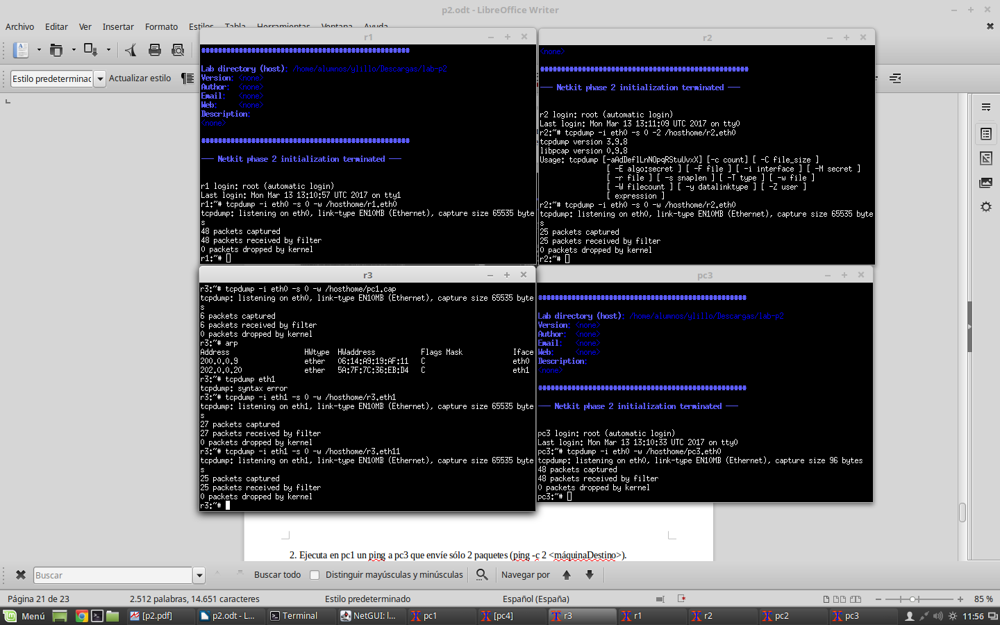 p2.odt - LibreOffice Writer
Archivo Editar Ver Insertar Formato Estilos Tabla Herramientas Ventana Ayuda
Estilo predeterminac Actualizar estilo
r1
##################################################
Lab directory (host): /home/alumnos/ylillo/Descargas/lab-p2
Version: <none>
Author: <none>
Email: <none>
Web: <none>
Description:
<none>
##################################################
--- Netkit phase 2 initialization terminated ---
r1 login: root (automatic login)
Last login: Mon Mar 13 13:10:57 UTC 2017 on tty1
r1:~# tcpdump -i eth0 -s 0 -w /hosthome/r1.eth0
tcpdump: listening on eth0, link-type EN10MB (Ethernet), capture size 65535 byte
s
48 packets captured
48 packets received by filter
0 packets dropped by kernel
r1:~#
r2
<none>
##################################################
--- Netkit phase 2 initialization terminated ---
r2 login: root (automatic login)
Last login: Mon Mar 13 13:11:09 UTC 2017 on tty0
r2:~# tcpdump -i eth0 -s 0 -2 /hosthome/r2.eth0
tcpdump version 3.9.8
libpcap version 0.9.8
Usage: tcpdump [-aAdDeflLnNOpqRStuUvxX] [-c count] [ -C file_size ]
[ -E algo:secret ] [ -F file ] [ -i interface ] [ -M secret ]
[ -r file ] [ -s snaplen ] [ -T type ] [ -w file ]
[ -W filecount ] [ -y datalinktype ] [ -Z user ]
[ expression ]
r2:~# tcpdump -i eth0 -s 0 -w /hosthome/r2.eth0
tcpdump: listening on eth0, link-type EN10MB (Ethernet), capture size 65535 byte
s
25 packets captured
25 packets received by filter
0 packets dropped by kernel
r2:~#
r3
r3:~# tcpdump -i eth0 -s 0 -w /hosthome/pc1.cap
tcpdump: listening on eth0, link-type EN10MB (Ethernet), capture size 65535 byte
s
6 packets captured
6 packets received by filter
0 packets dropped by kernel
r3:~# arp
Address HWtype HWaddress Flags Mask Iface
200.0.0.9 ether 06:14:A9:19:AF:11 C eth0
202.0.0.20 ether 5A:7F:7C:36:EB:D4 C eth1
r3:~# tcpdump eth1
tcpdump: syntax error
r3:~# tcpdump -i eth1 -s 0 -w /hosthome/r3.eth1
tcpdump: listening on eth1, link-type EN10MB (Ethernet), capture size 65535 byte
s
27 packets captured
27 packets received by filter
0 packets dropped by kernel
r3:~# tcpdump -i eth1 -s 0 -w /hosthome/r3.eth11
tcpdump: listening on eth1, link-type EN10MB (Ethernet), capture size 65535 byte
s
25 packets captured
25 packets received by filter
0 packets dropped by kernel
r3:~#
pc3
##################################################
Lab directory (host): /home/alumnos/ylillo/Descargas/lab-p2
Version: <none>
Author: <none>
Email: <none>
Web: <none>
Description:
<none>
##################################################
--- Netkit phase 2 initialization terminated ---
pc3 login: root (automatic login)
Last login: Mon Mar 13 13:10:33 UTC 2017 on tty0
pc3:~# tcpdump -i eth0 -w /hosthome/pc3.eth0
tcpdump: listening on eth0, link-type EN10MB (Ethernet), capture size 96 bytes
48 packets captured
48 packets received by filter
0 packets dropped by kernel
pc3:~#
2. Ejecuta en pc1 un ping a pc3 que envíe sólo 2 paquetes (ping -c 2 <máquinaDestino>).
Buscar Buscar todo Distinguir mayúsculas y minúsculas Navegar por
Página 21 de 23 2.512 palabras, 14.651 caracteres Estilo predeterminado Español (España) 85 %
Menú [p2.pdf] p2.odt - L... Terminal NetGUI: l... pc1 [pc4] r3 r1 r2 pc2 pc3 11:56